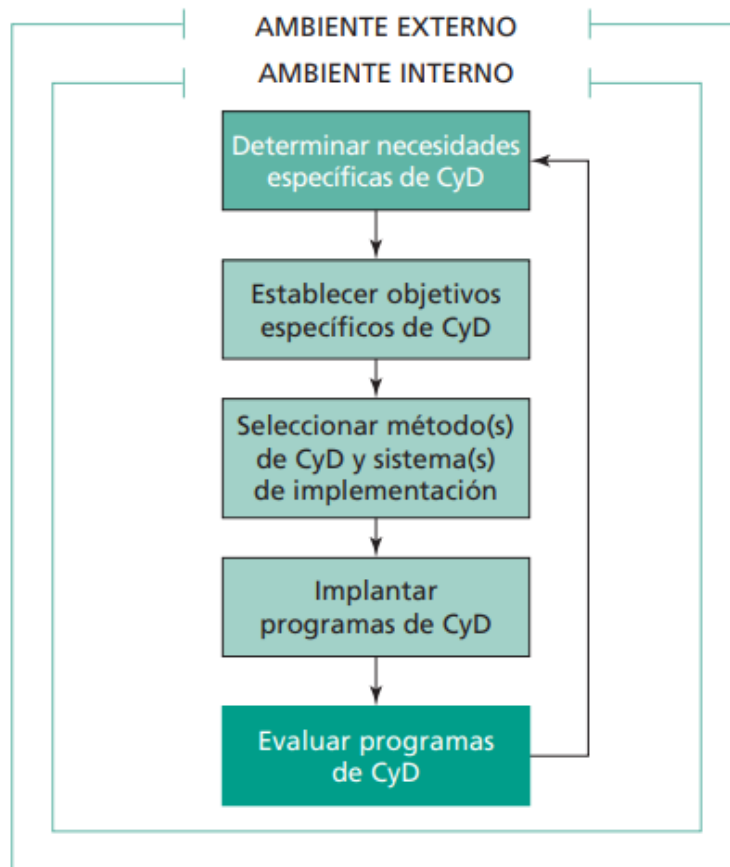 AMBIENTE EXTERNO
AMBIENTE INTERNO
Determinar necesidades
específicas de CyD
Establecer objetivos
específicos de CyD
Seleccionar método(s)
de CyD y sistema(s)
de implementación
Implantar
programas de CyD
Evaluar programas
de CyD